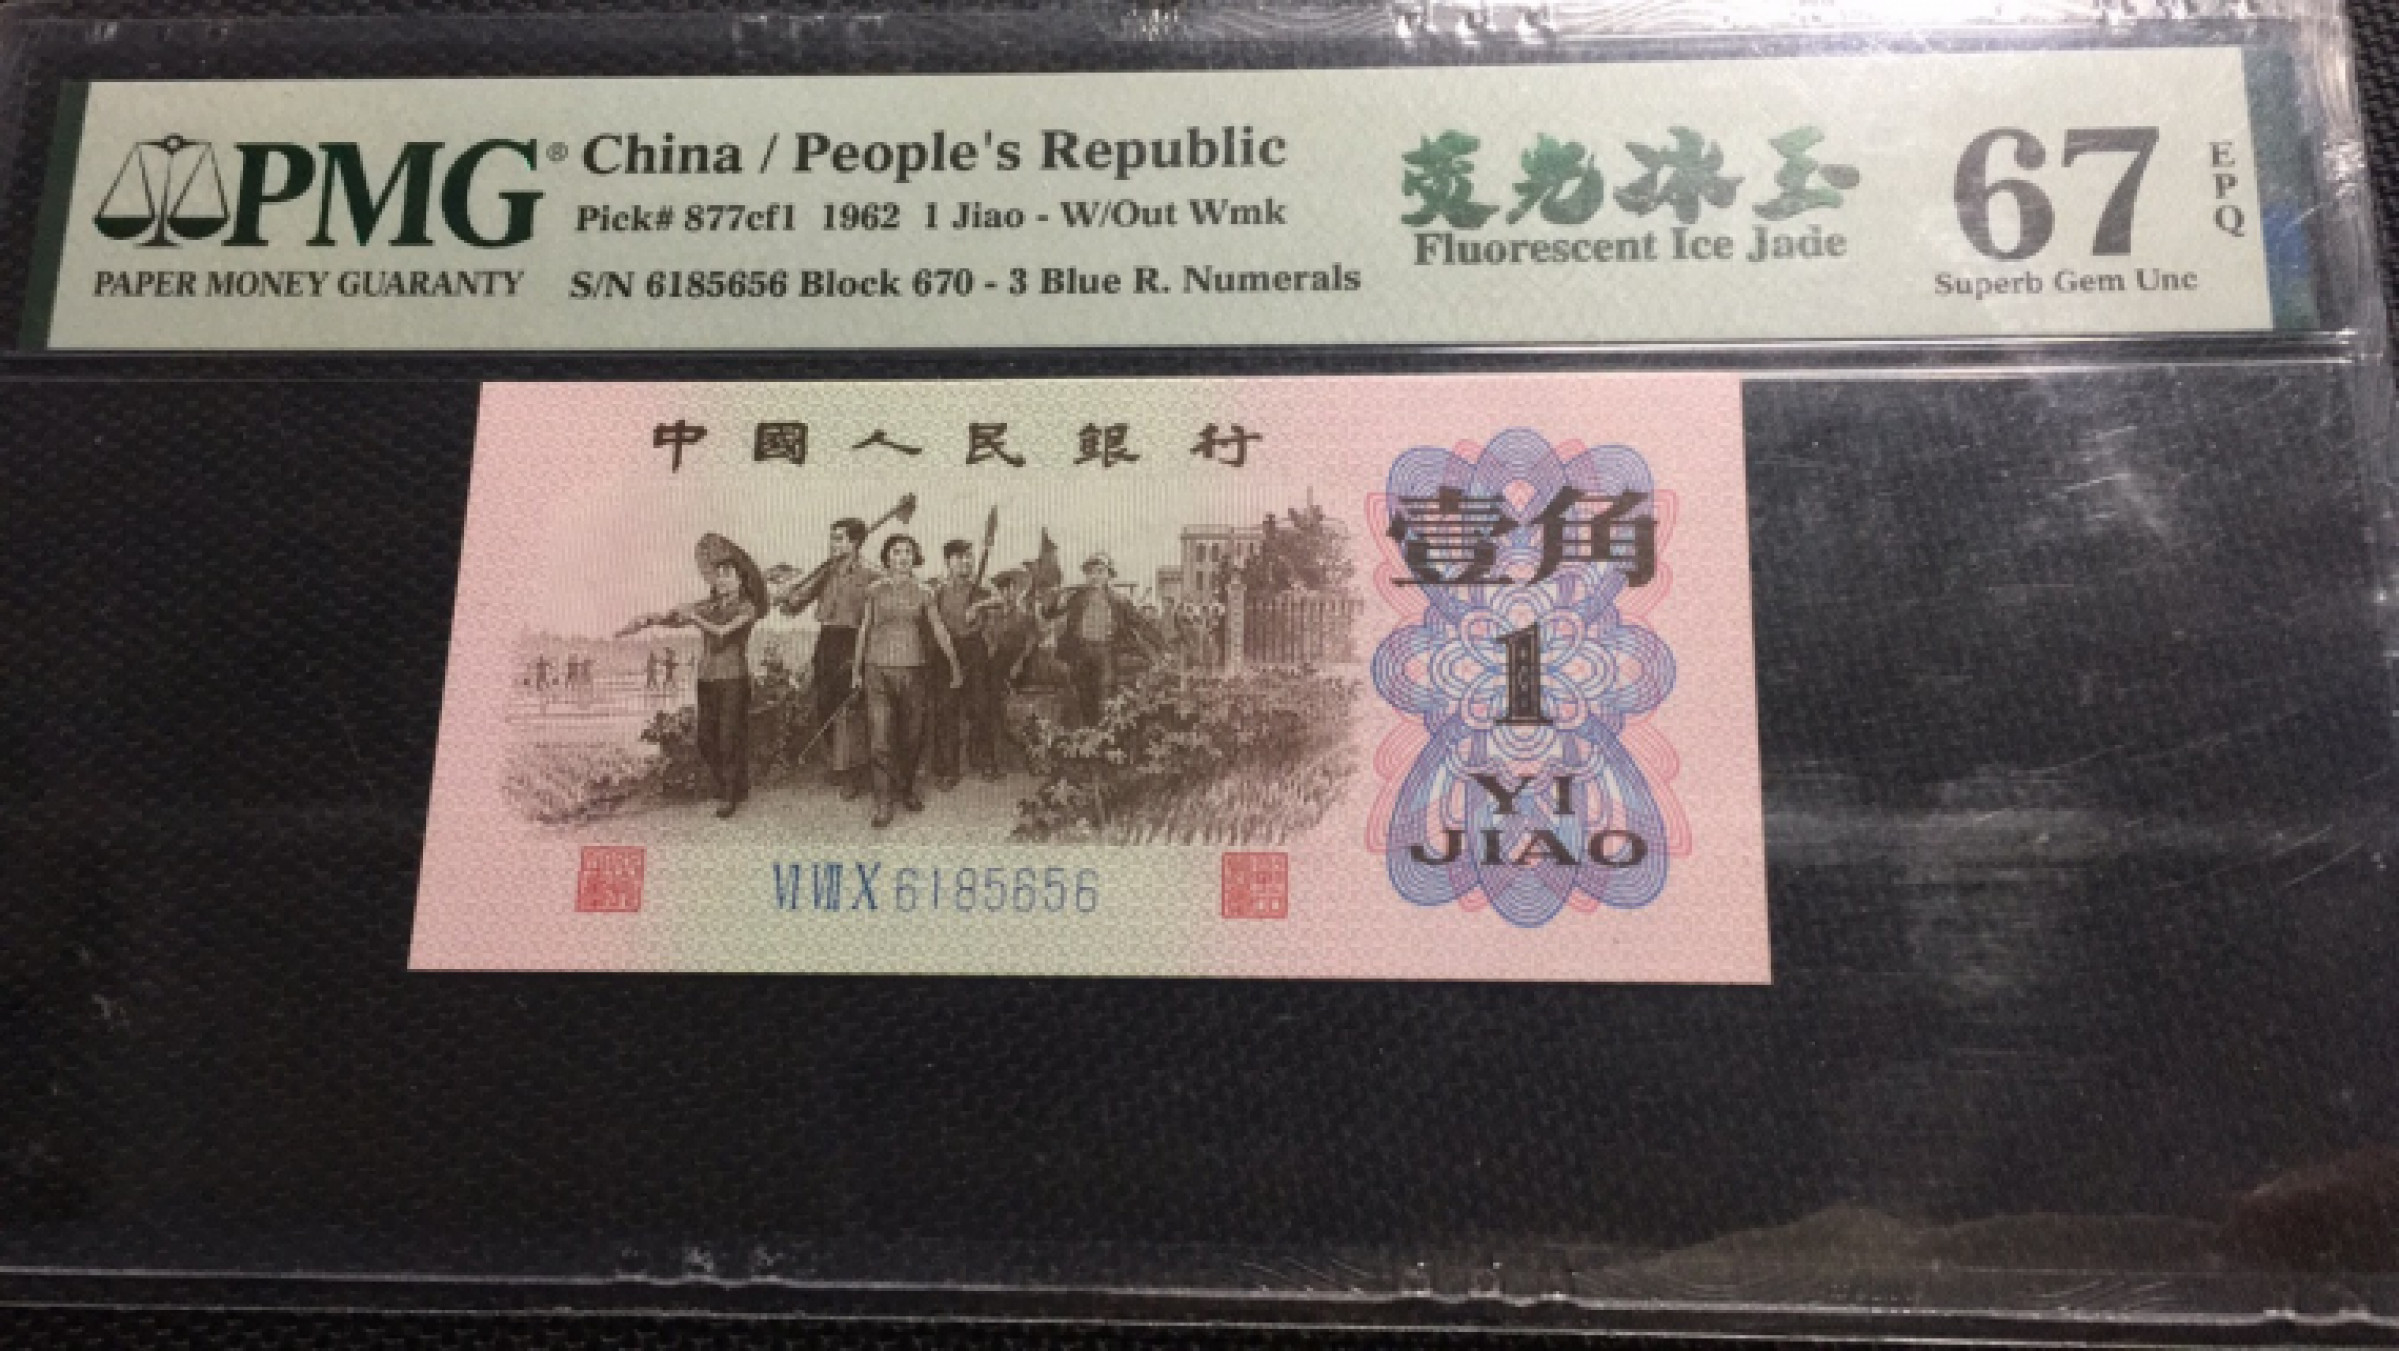 PMG®
PAPER MONEY GUARANTY
China / People's Republic
Pick# 877cf1 1962 1 Jiao - W/Out Wmk
S/N 6185656 Block 670 - 3 Blue R. Numerals
荧光冰玉
Fluorescent Ice Jade
67
EPQ
Superb Gem Unc
中國人民銀行
壹角
1
YI
JIAO
VI VII X 6185656